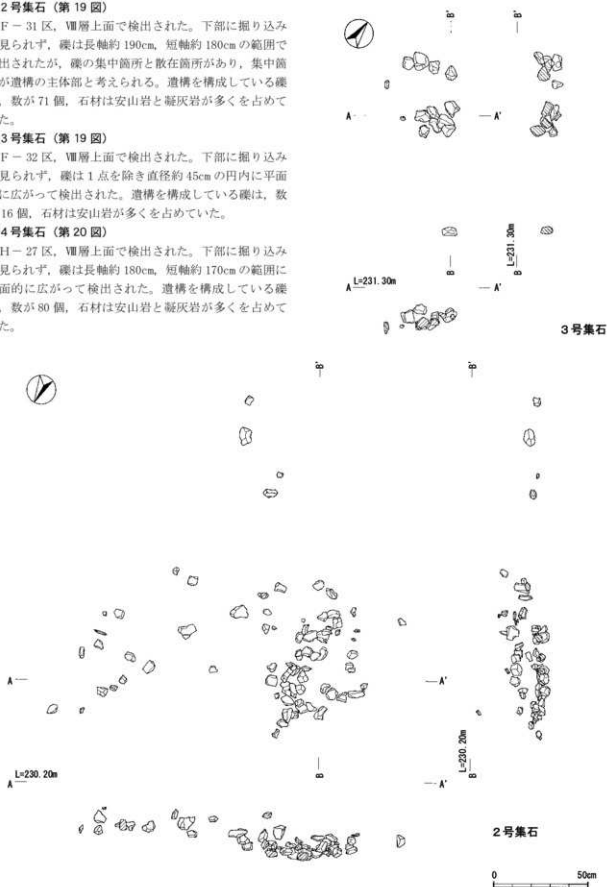 2号集石(第19図)
F－31区，Ⅷ層上面で検出された。下部に掘り込み
見られず，礫は長軸約190cm，短軸約180cmの範囲で
出されたが，礫の集中箇所と散在箇所があり，集中箇
が遺構の主体部と考えられる。遺構を構成している礫
，数が71個，石材は安山岩と凝灰岩が多くを占めて
た。
3号集石(第19図)
F－32区，Ⅷ層上面で検出された。下部に掘り込み
見られず，礫は1点を除き直径約45cmの円内に平面
に広がって検出された。遺構を構成している礫は，数
16個，石材は安山岩が多くを占めていた。
4号集石(第20図)
H－27区，Ⅷ層上面で検出された。下部に掘り込み
見られず，礫は長軸約180cm，短軸約170cmの範囲に
面的に広がって検出された。遺構を構成している礫
，数が80個，石材は安山岩と凝灰岩が多くを占めて
た。
B' B'
A A'
B B
L=231.30m
L=231.30m
A A'
3号集石
B' B'
A A'
B B
L=230.20m
L=230.20m
A A'
2号集石
0 50cm